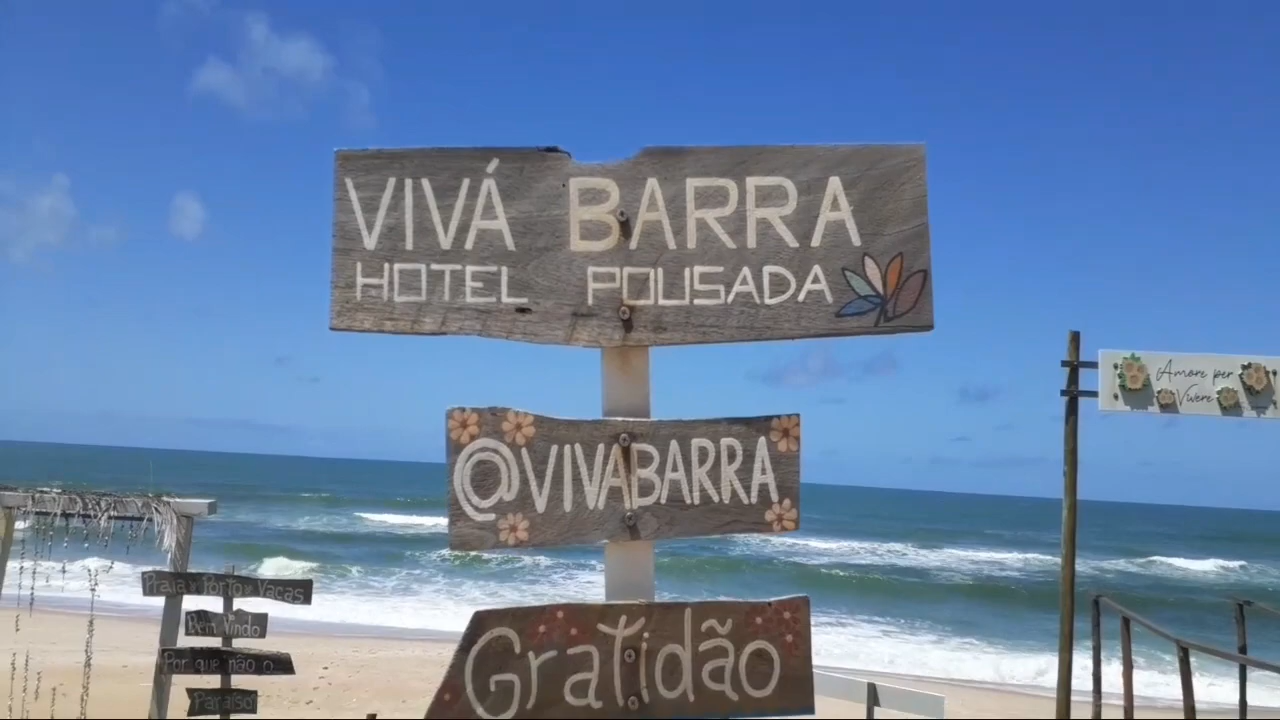 VIVÁ BARRA
HOTEL POUSADA
@VIVABARRA
Gratidão
Amore per
Vivere
Praia Porto Vacas
Bem Vindo
Por que não o
Paraíso